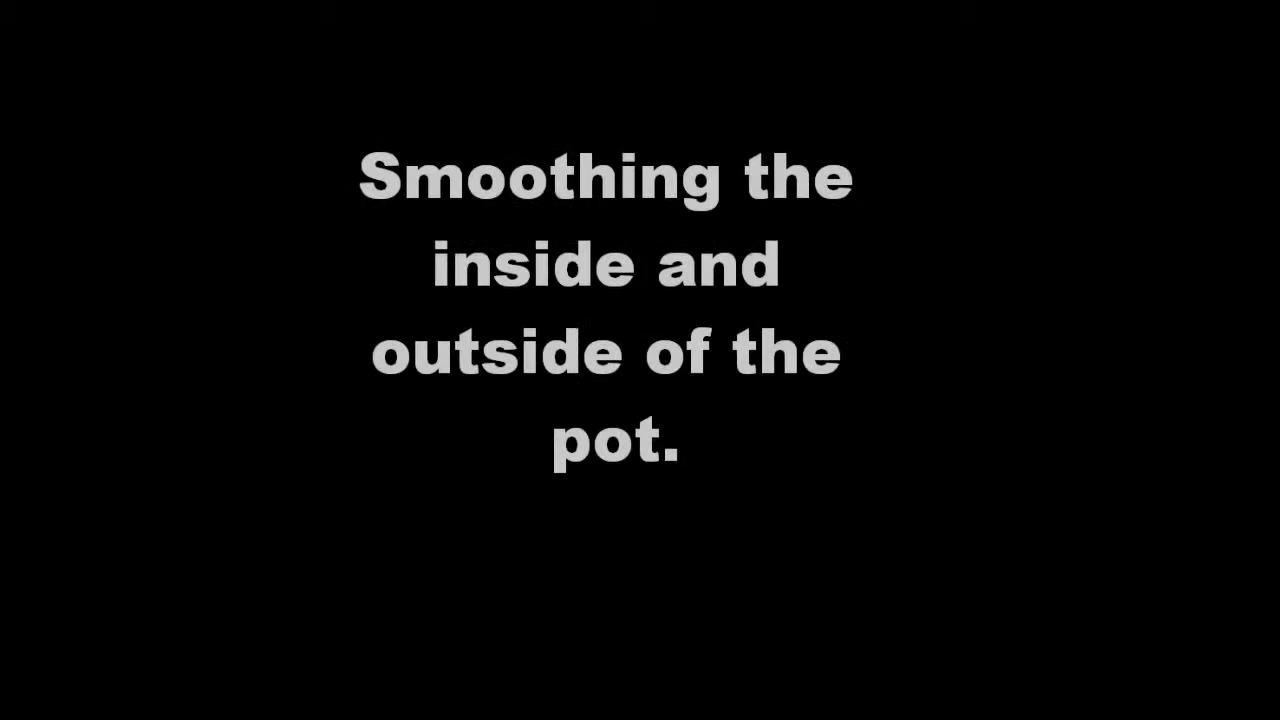 Smoothing the
inside and
outside of the
pot.